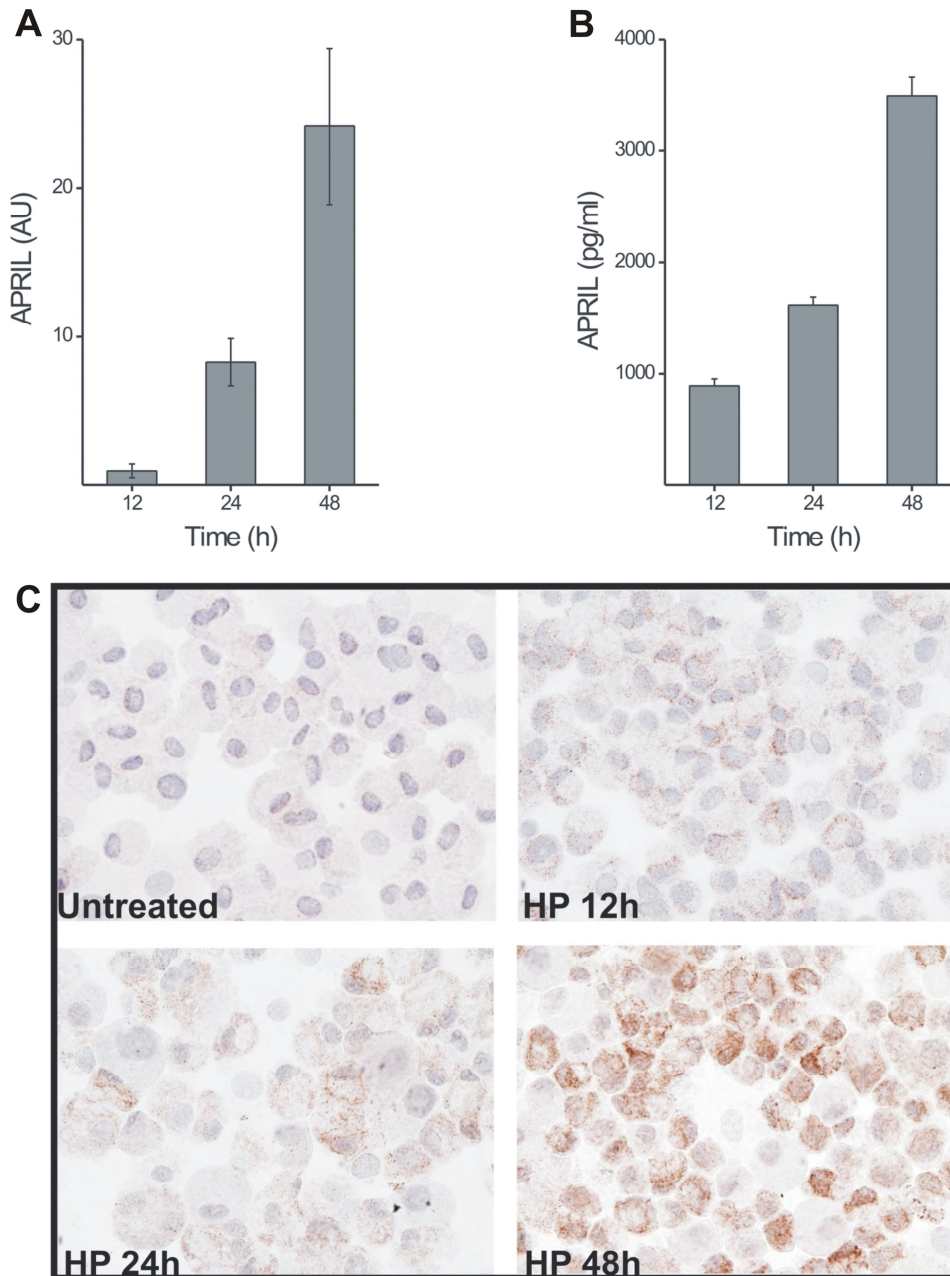 A
30
20
10
APRIL (AU)
12 24 48
Time (h)
B
4000
3000
2000
1000
APRIL (pg/ml)
12 24 48
Time (h)
C
Untreated
HP 12h
HP 24h
HP 48h